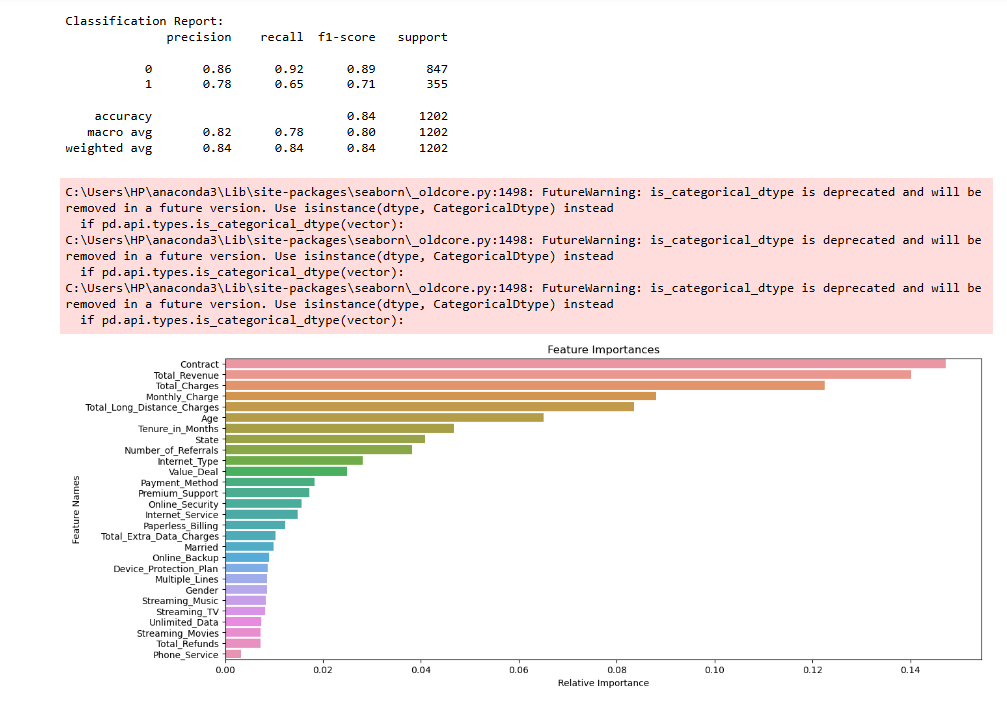 Classification Report:
precision recall f1-score support
0 0.86 0.92 0.89 847
1 0.78 0.65 0.71 355
accuracy 0.84 1202
macro avg 0.82 0.78 0.80 1202
weighted avg 0.84 0.84 0.84 1202
C:\Users\HP\anaconda3\Lib\site-packages\seaborn\_oldcore.py:1498: FutureWarning: is_categorical_dtype is deprecated and will be
removed in a future version. Use isinstance(dtype, CategoricalDtype) instead
if pd.api.types.is_categorical_dtype(vector):
C:\Users\HP\anaconda3\Lib\site-packages\seaborn\_oldcore.py:1498: FutureWarning: is_categorical_dtype is deprecated and will be
removed in a future version. Use isinstance(dtype, CategoricalDtype) instead
if pd.api.types.is_categorical_dtype(vector):
C:\Users\HP\anaconda3\Lib\site-packages\seaborn\_oldcore.py:1498: FutureWarning: is_categorical_dtype is deprecated and will be
removed in a future version. Use isinstance(dtype, CategoricalDtype) instead
if pd.api.types.is_categorical_dtype(vector):
Feature Importances
Feature Names
Contract
Total_Revenue
Total_Charges
Monthly_Charge
Total_Long_Distance_Charges
Age
Tenure_in_Months
State
Number_of_Referrals
Internet_Type
Value_Deal
Payment_Method
Premium_Support
Online_Security
Internet_Service
Paperless_Billing
Total_Extra_Data_Charges
Married
Online_Backup
Device_Protection_Plan
Multiple_Lines
Gender
Streaming_Music
Streaming_TV
Unlimited_Data
Streaming_Movies
Total_Refunds
Phone_Service
0.00 0.02 0.04 0.06 0.08 0.10 0.12 0.14
Relative Importance